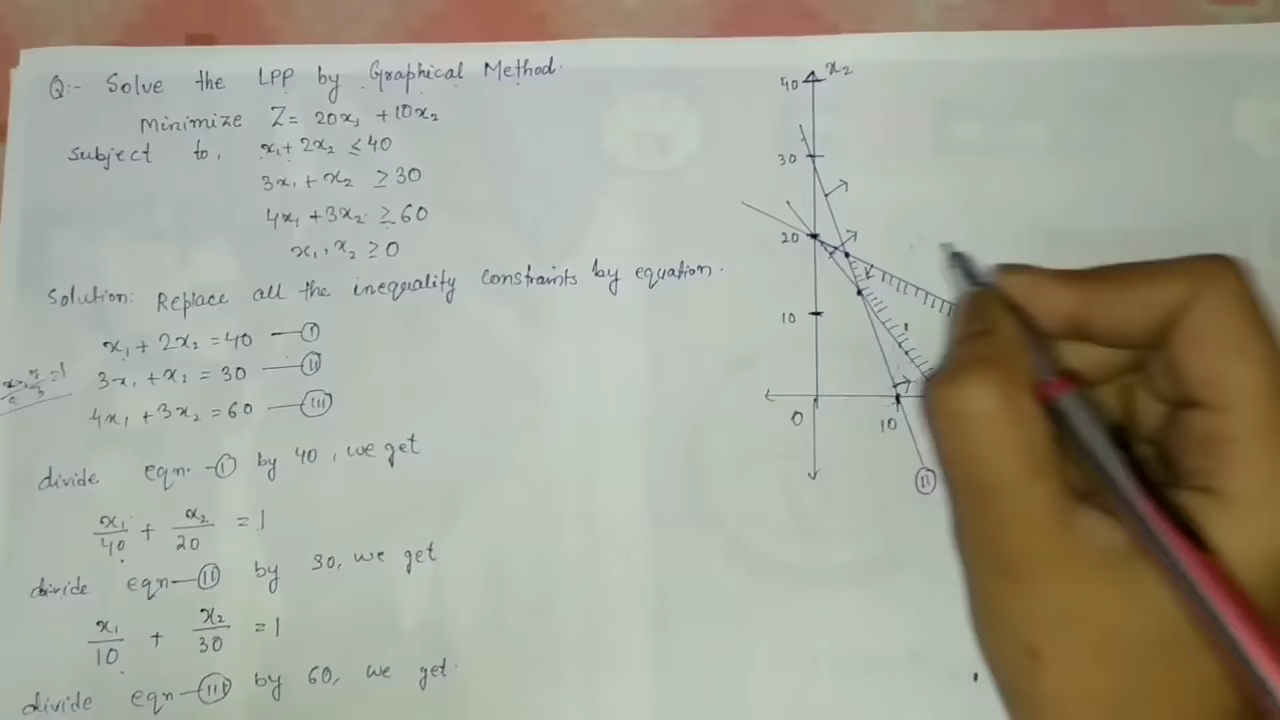 Q:- Solve the LPP by Graphical Method.
Minimize Z = 20x₁ + 10x₂
Subject to, x₁ + 2x₂ ≤ 40
3x₁ + x₂ ≥ 30
4x₁ + 3x₂ ≥ 60
x₁, x₂ ≥ 0
Solution: Replace all the inequality constraints by equation.
x₁ + 2x₂ = 40 — (I)
3x₁ + x₂ = 30 — (II)
4x₁ + 3x₂ = 60 — (III)
divide eqn. — (I) by 40, we get
x₁/40 + x₂/20 = 1
divide eqn — (II) by 30, we get
x₁/10 + x₂/30 = 1
divide eqn — (III) by 60, we get.
x₂
40
30
20
10
0
10
(II)